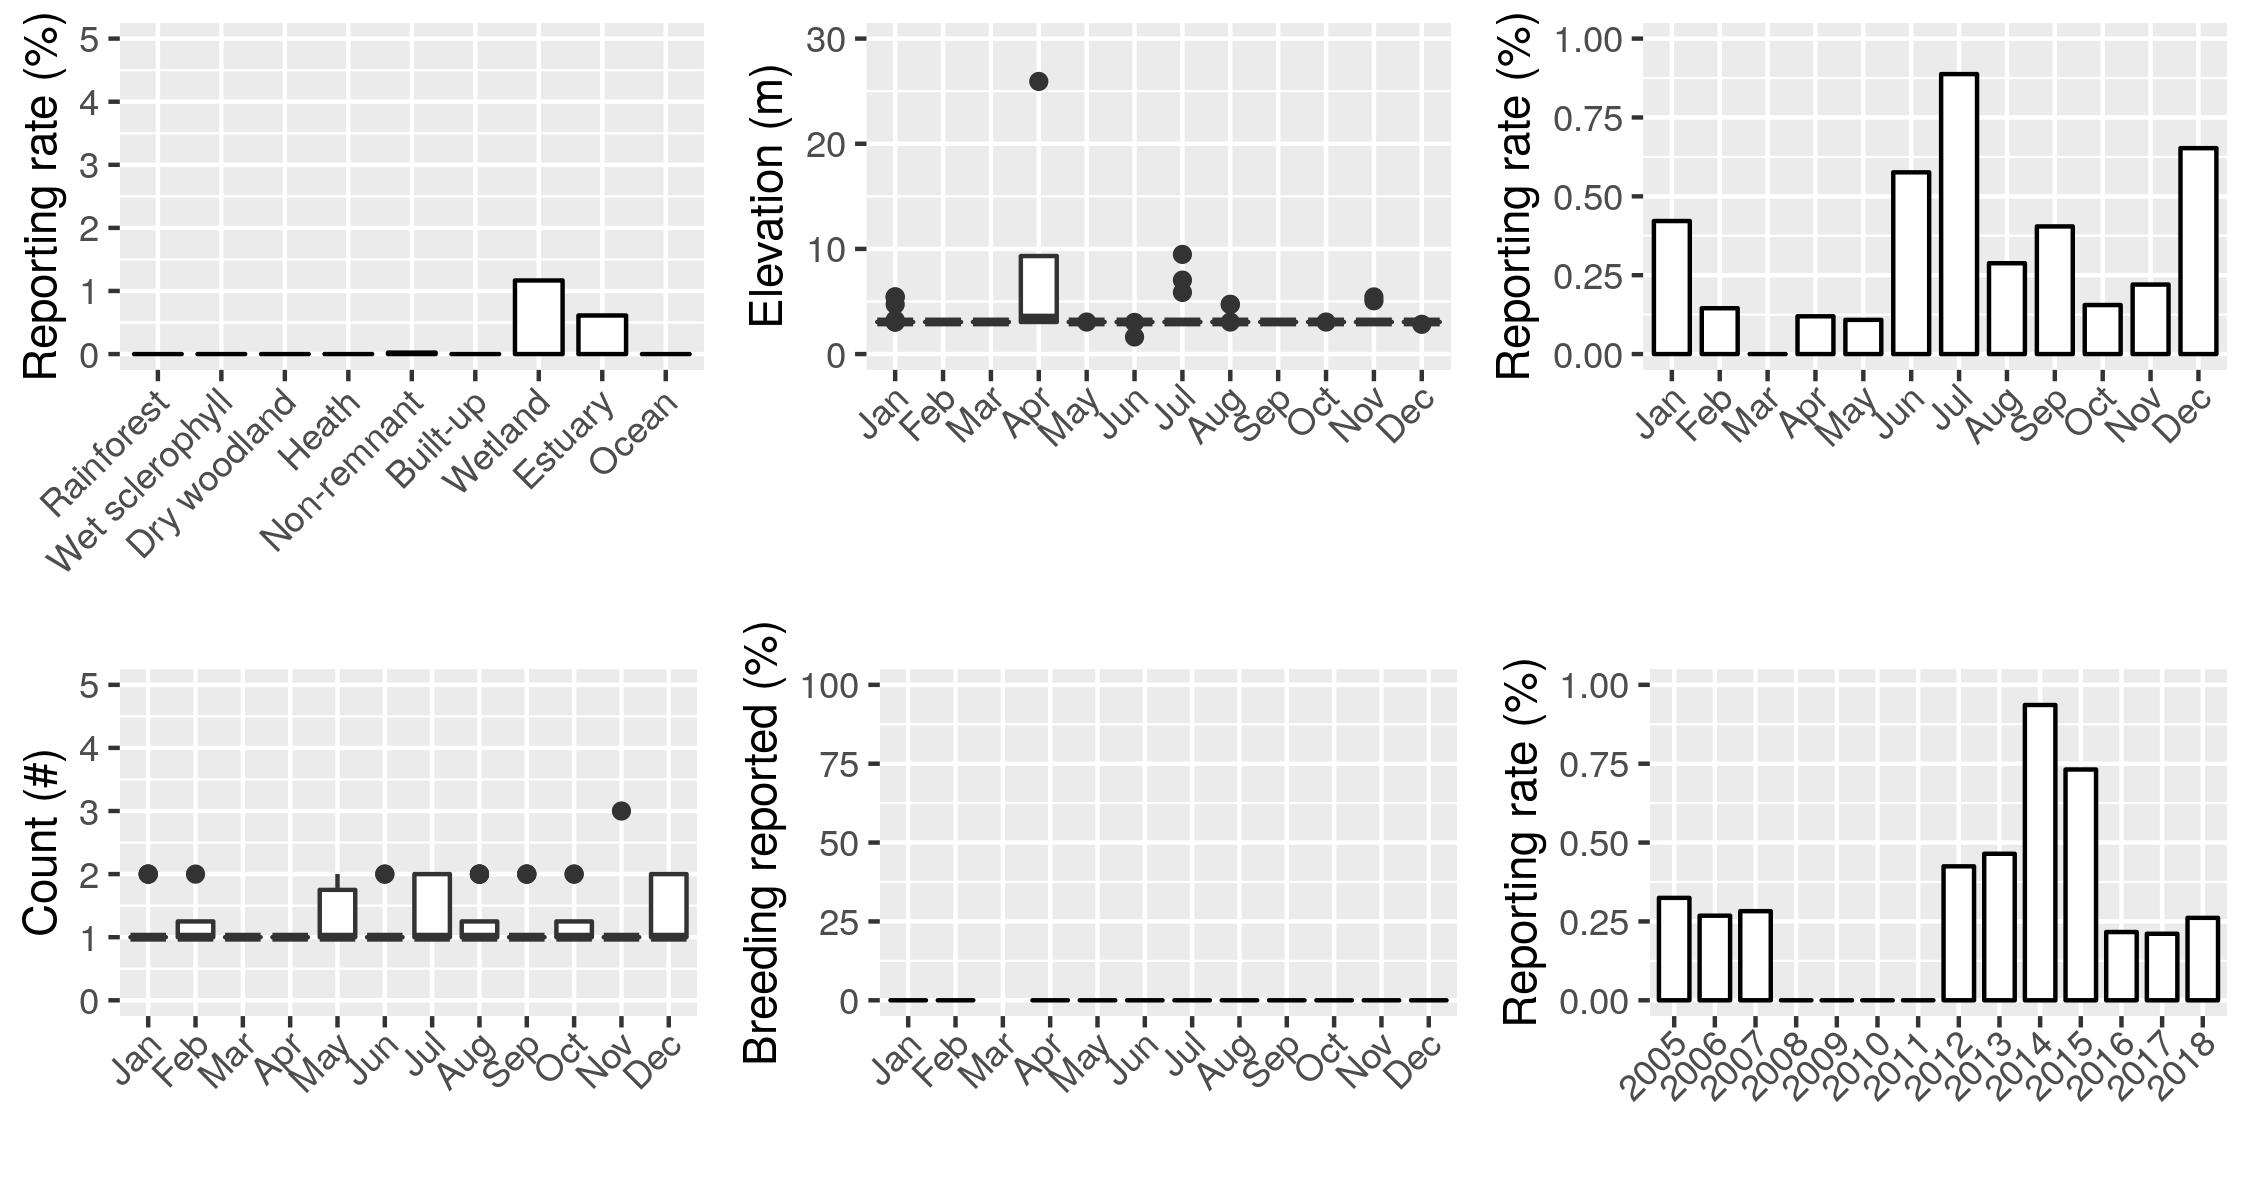 Reporting rate (%)
5
4
3
2
1
0
Rainforest
Wet sclerophyll
Dry woodland
Heath
Non-remnant
Built-up
Wetland
Estuary
Ocean
Elevation (m)
30
20
10
0
Jan Feb Mar Apr May Jun Jul Aug Sep Oct Nov Dec
Reporting rate (%)
1.00
0.75
0.50
0.25
0.00
Jan Feb Mar Apr May Jun Jul Aug Sep Oct Nov Dec
Count (#)
5
4
3
2
1
0
Jan Feb Mar Apr May Jun Jul Aug Sep Oct Nov Dec
Breeding reported (%)
100
75
50
25
0
Jan Feb Mar Apr May Jun Jul Aug Sep Oct Nov Dec
Reporting rate (%)
1.00
0.75
0.50
0.25
0.00
2005 2006 2007 2008 2009 2010 2011 2012 2013 2014 2015 2016 2017 2018